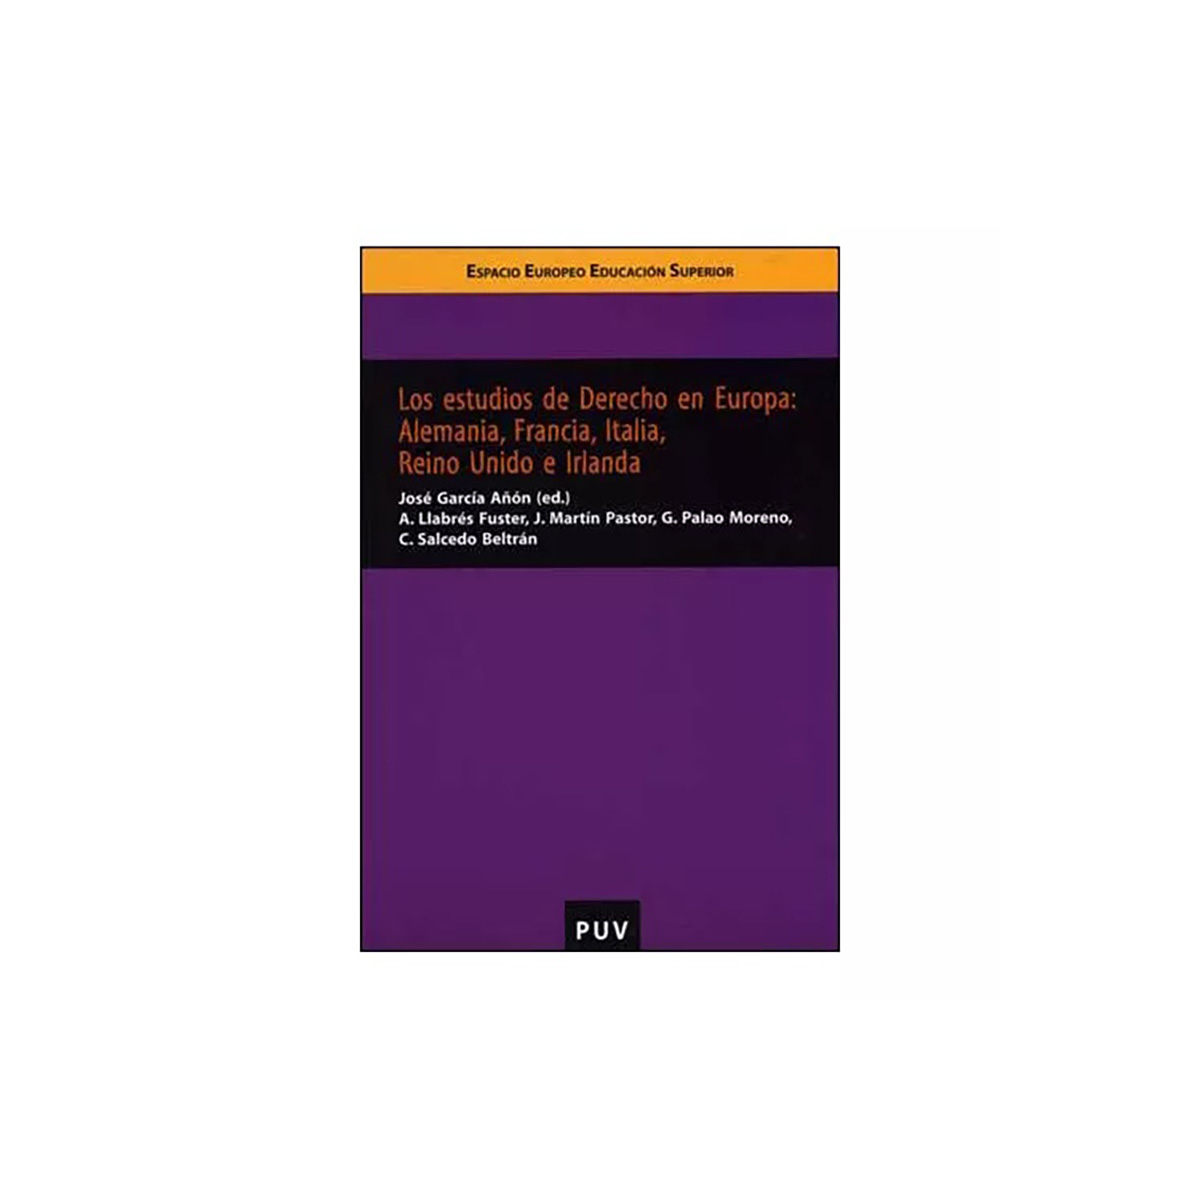 ESPACIO EUROPEO EDUCACIÓN SUPERIOR
Los estudios de Derecho en Europa:
Alemania, Francia, Italia,
Reino Unido e Irlanda
José García Añón (ed.)
A. Llabrés Fuster, J. Martín Pastor, G. Palao Moreno,
C. Salcedo Beltrán
PUV